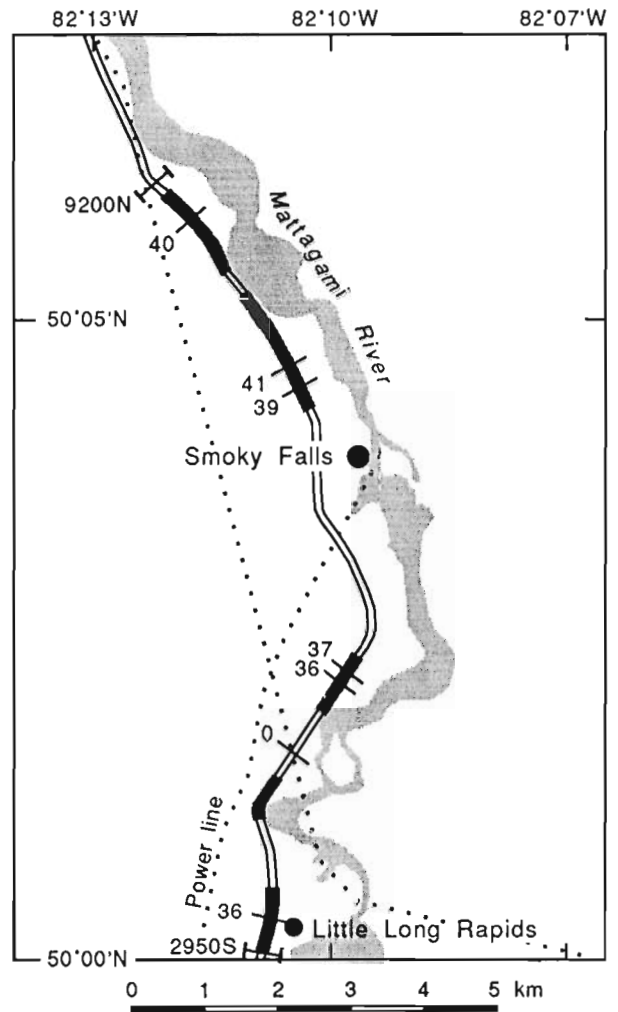 82°13'W 82°10'W 82°07'W
9200N
40
Mattagami
River
50°05'N
41
39
Smoky Falls
37
36
0
Power line
36
Little Long Rapids
2950S
50°00'N
0 1 2 3 4 5 km